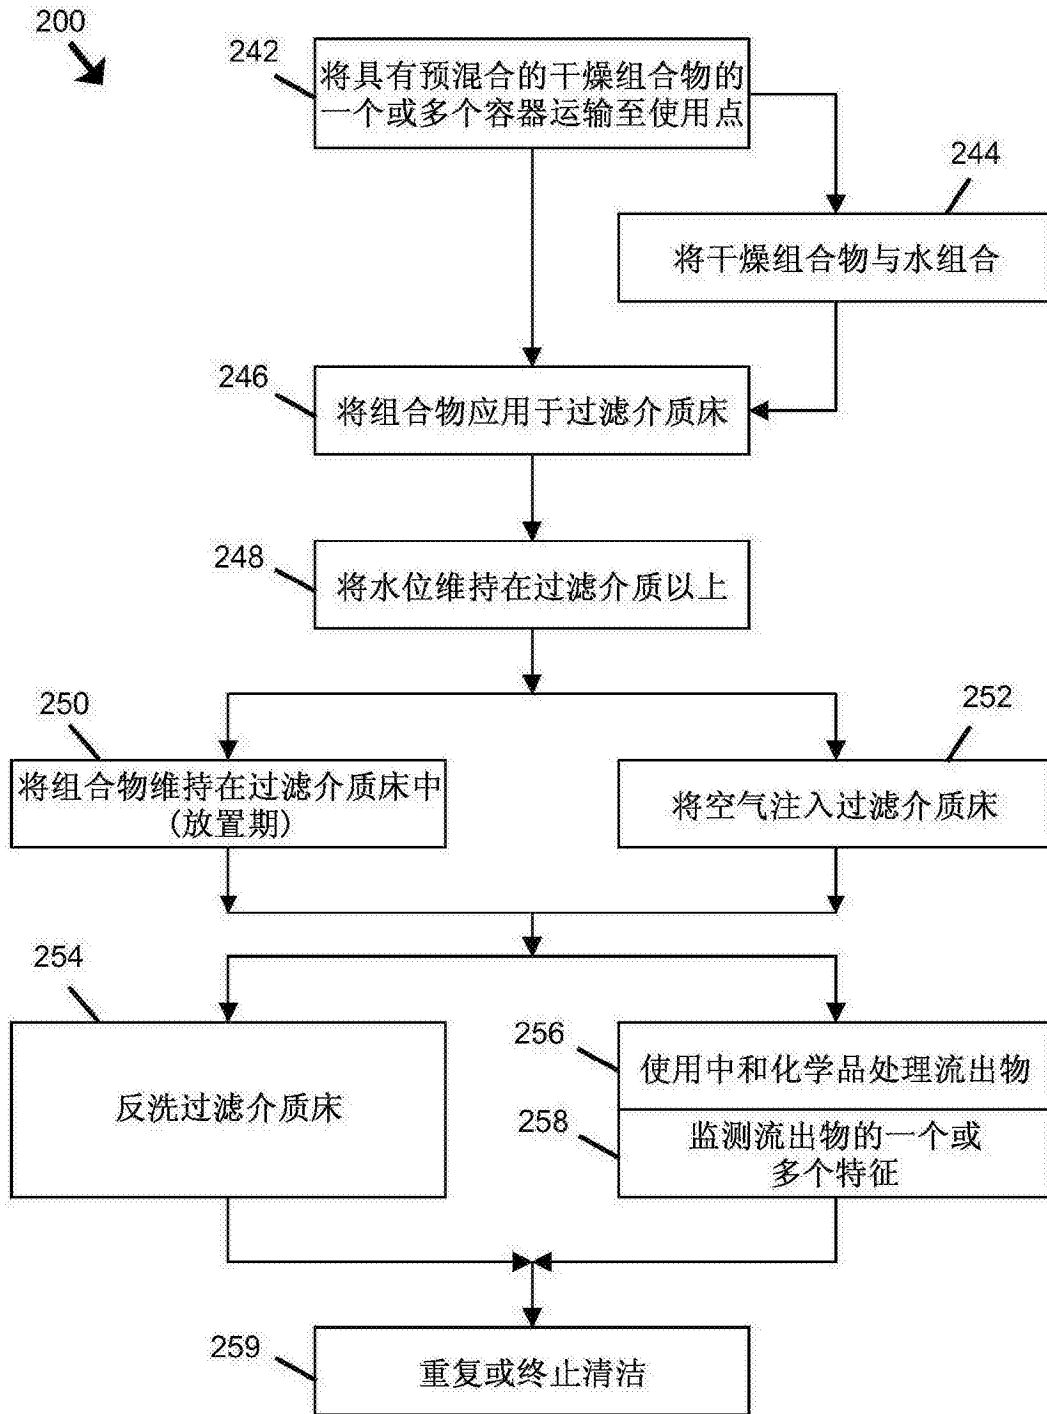 200
242
将具有预混合的干燥组合物的
一个或多个容器运输至使用点
244
将干燥组合物与水组合
246
将组合物应用于过滤介质床
248
将水位维持在过滤介质以上
250
将组合物维持在过滤介质床中
(放置期)
252
将空气注入过滤介质床
254
反洗过滤介质床
256
使用中和化学品处理流出物
258
监测流出物的一个或
多个特征
259
重复或终止清洁